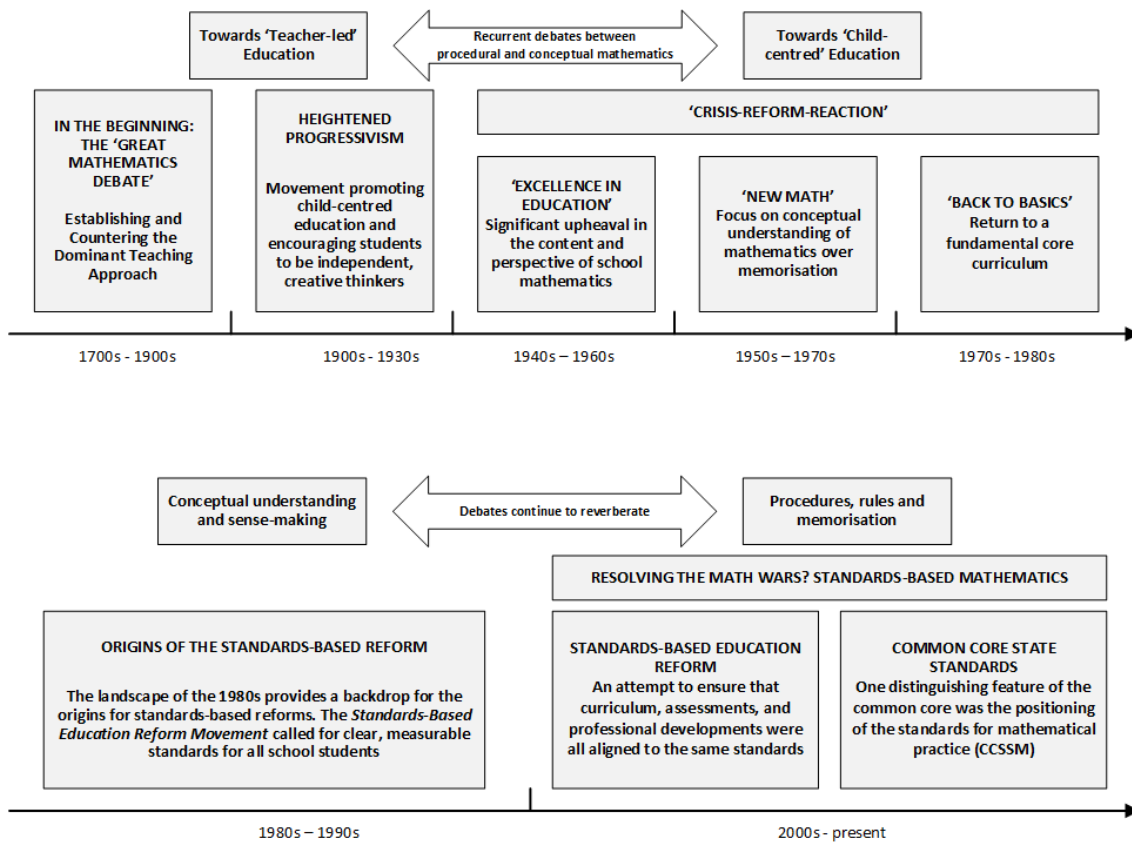 Towards ‘Teacher-led’
Education
Recurrent debates between
procedural and conceptual mathematics
Towards ‘Child-
centred’ Education
IN THE BEGINNING:
THE ‘GREAT
MATHEMATICS
DEBATE’
Establishing and
Countering the
Dominant Teaching
Approach
HEIGHTENED
PROGRESSIVISM
Movement promoting
child-centred
education and
encouraging students
to be independent,
creative thinkers
‘CRISIS-REFORM-REACTION’
‘EXCELLENCE IN
EDUCATION’
Significant upheaval in
the content and
perspective of school
mathematics
‘NEW MATH’
Focus on conceptual
understanding of
mathematics over
memorisation
‘BACK TO BASICS’
Return to a
fundamental core
curriculum
1700s - 1900s
1900s - 1930s
1940s – 1960s
1950s – 1970s
1970s - 1980s
Conceptual understanding
and sense-making
Debates continue to reverberate
Procedures, rules and
memorisation
RESOLVING THE MATH WARS? STANDARDS-BASED MATHEMATICS
ORIGINS OF THE STANDARDS-BASED REFORM
The landscape of the 1980s provides a backdrop for the
origins for standards-based reforms. The Standards-Based
Education Reform Movement called for clear, measurable
standards for all school students
STANDARDS-BASED EDUCATION
REFORM
An attempt to ensure that
curriculum, assessments, and
professional developments were
all aligned to the same standards
COMMON CORE STATE
STANDARDS
One distinguishing feature of the
common core was the positioning
of the standards for mathematical
practice (CCSSM)
1980s – 1990s
2000s - present